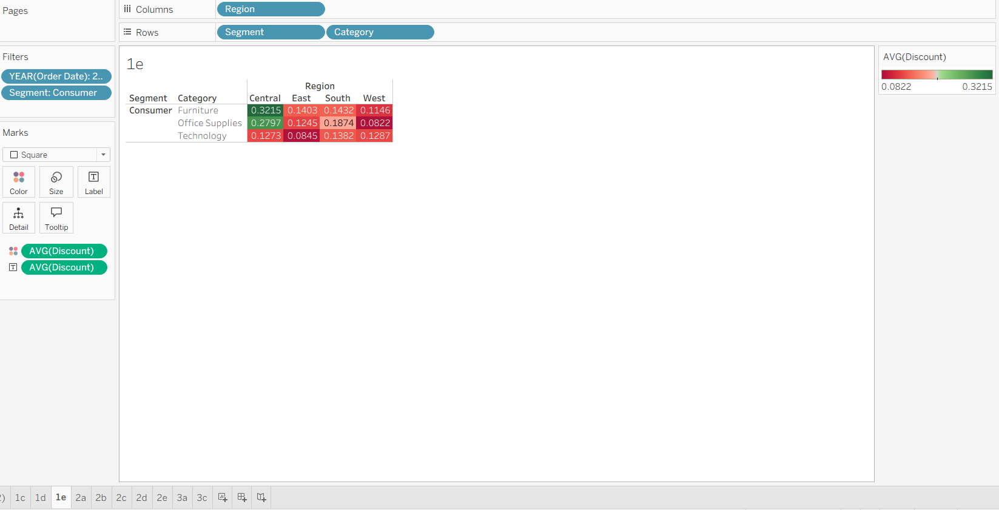 Pages
Columns
Region
Rows
Segment Category
Filters
YEAR(Order Date): 2..
Segment: Consumer
Marks
Square
Color Size Label
Detail Tooltip
AVG(Discount)
T AVG(Discount)
1e
Region
Segment Category Central East South West
Consumer Furniture 0.3215 0.1403 0.1432 0.1146
Office Supplies 0.2797 0.1245 0.1874 0.0822
Technology 0.1273 0.0845 0.1382 0.1287
AVG(Discount)
0.0822 0.3215
2) 1c 1d 1e 2a 2b 2c 2d 2e 3a 3c